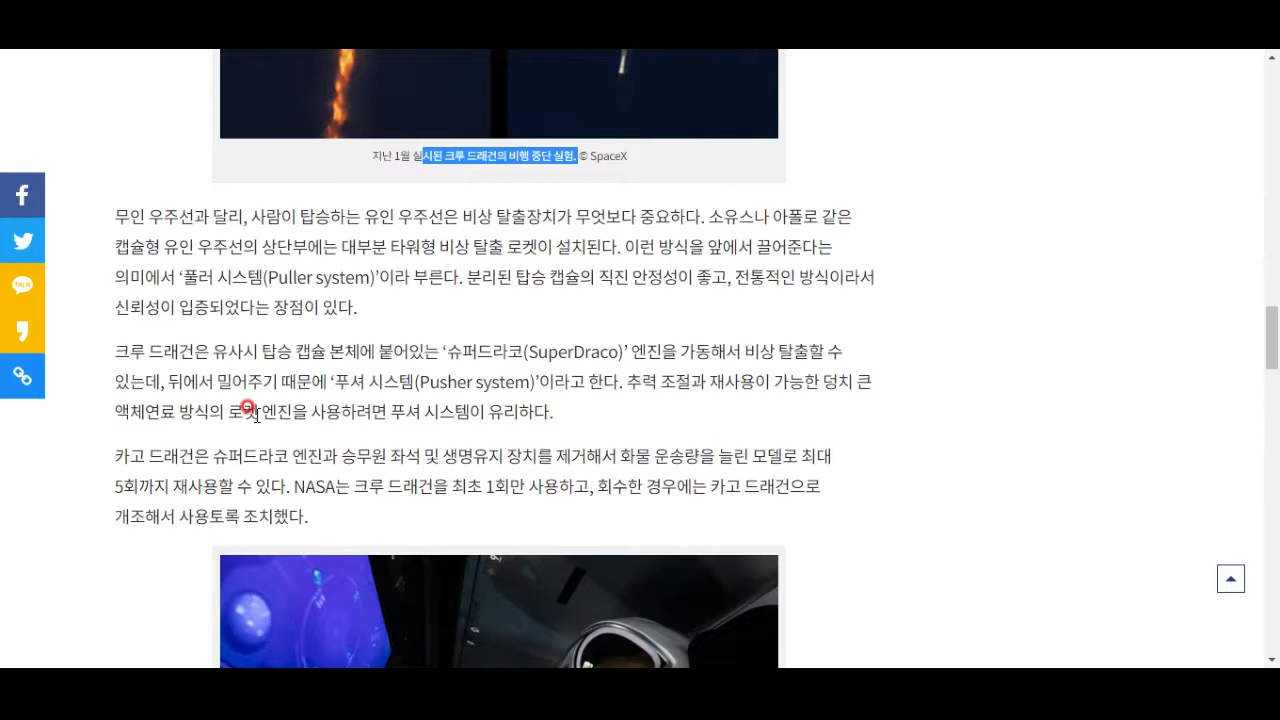 지난 1월 실시된 크루 드래건의 비행 중단 실험. © SpaceX
무인 우주선과 달리, 사람이 탑승하는 유인 우주선은 비상 탈출장치가 무엇보다 중요하다. 소유스나 아폴로 같은
캡슐형 유인 우주선의 상단부에는 대부분 타워형 비상 탈출 로켓이 설치된다. 이런 방식을 앞에서 끌어준다는
의미에서 ‘풀러 시스템(Puller system)’이라 부른다. 분리된 탑승 캡슐의 직진 안정성이 좋고, 전통적인 방식이라서
신뢰성이 입증되었다는 장점이 있다.
크루 드래건은 유사시 탑승 캡슐 본체에 붙어있는 ‘슈퍼드라코(SuperDraco)’ 엔진을 가동해서 비상 탈출할 수
있는데, 뒤에서 밀어주기 때문에 ‘푸셔 시스템(Pusher system)’이라고 한다. 추력 조절과 재사용이 가능한 덩치 큰
액체연료 방식의 로켓 엔진을 사용하려면 푸셔 시스템이 유리하다.
카고 드래건은 슈퍼드라코 엔진과 승무원 좌석 및 생명유지 장치를 제거해서 화물 운송량을 늘린 모델로 최대
5회까지 재사용할 수 있다. NASA는 크루 드래건을 최초 1회만 사용하고, 회수한 경우에는 카고 드래건으로
개조해서 사용토록 조치했다.
TALK